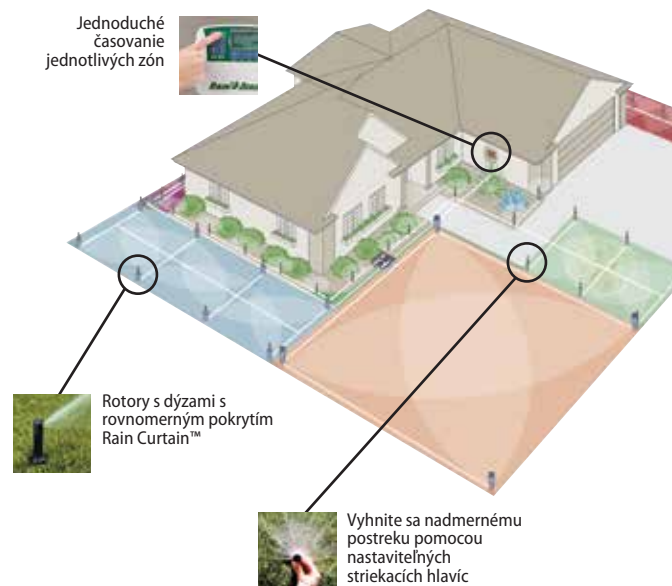 Jednoduché
časovanie
jednotlivých zón
Rotory s dýzami s
rovnomerným pokrytím
Rain Curtain™
Vyhnite sa nadmernému
postreku pomocou
nastaviteľných
striekacích hlavíc